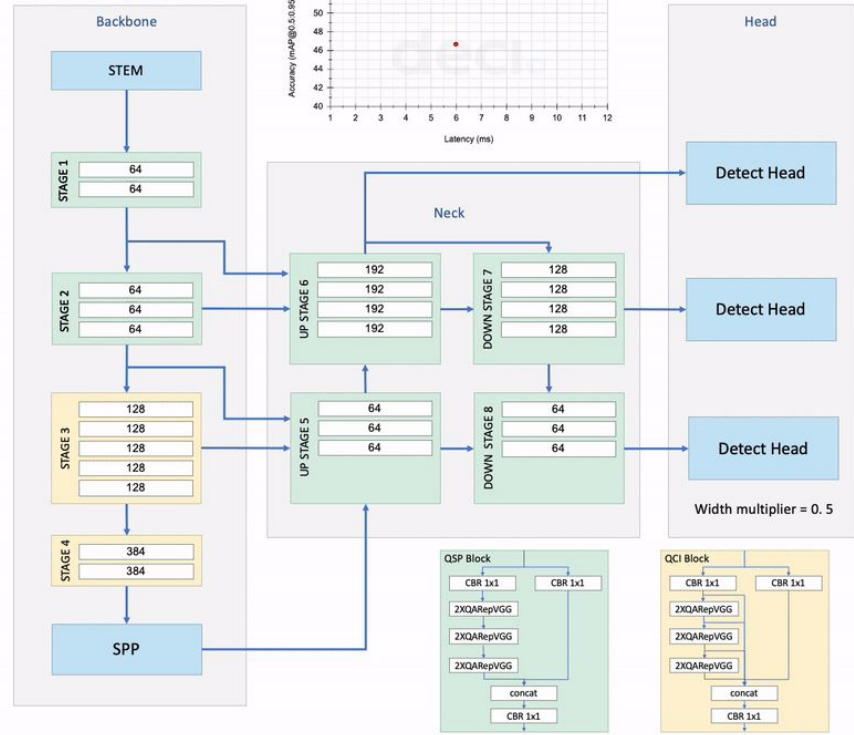 Backbone
STEM
STAGE 1
64
64
STAGE 2
64
64
64
STAGE 3
128
128
128
128
128
STAGE 4
384
384
SPP
Accuracy (mAP@0.5:0.95
50
48
46
44
42
40
1 2 3 4 5 6 7 8 9 10 11 12
Latency (ms)
deci.
Neck
UP STAGE 6
192
192
192
192
DOWN STAGE 7
128
128
128
128
UP STAGE 5
64
64
64
DOWN STAGE 8
64
64
64
Head
Detect Head
Detect Head
Detect Head
Width multiplier = 0. 5
QSP Block
CBR 1x1 CBR 1x1
2XQARepVGG
2XQARepVGG
2XQARepVGG
concat
CBR 1x1
QCI Block
CBR 1x1 CBR 1x1
2XQARepVGG
2XQARepVGG
2XQARepVGG
concat
CBR 1x1